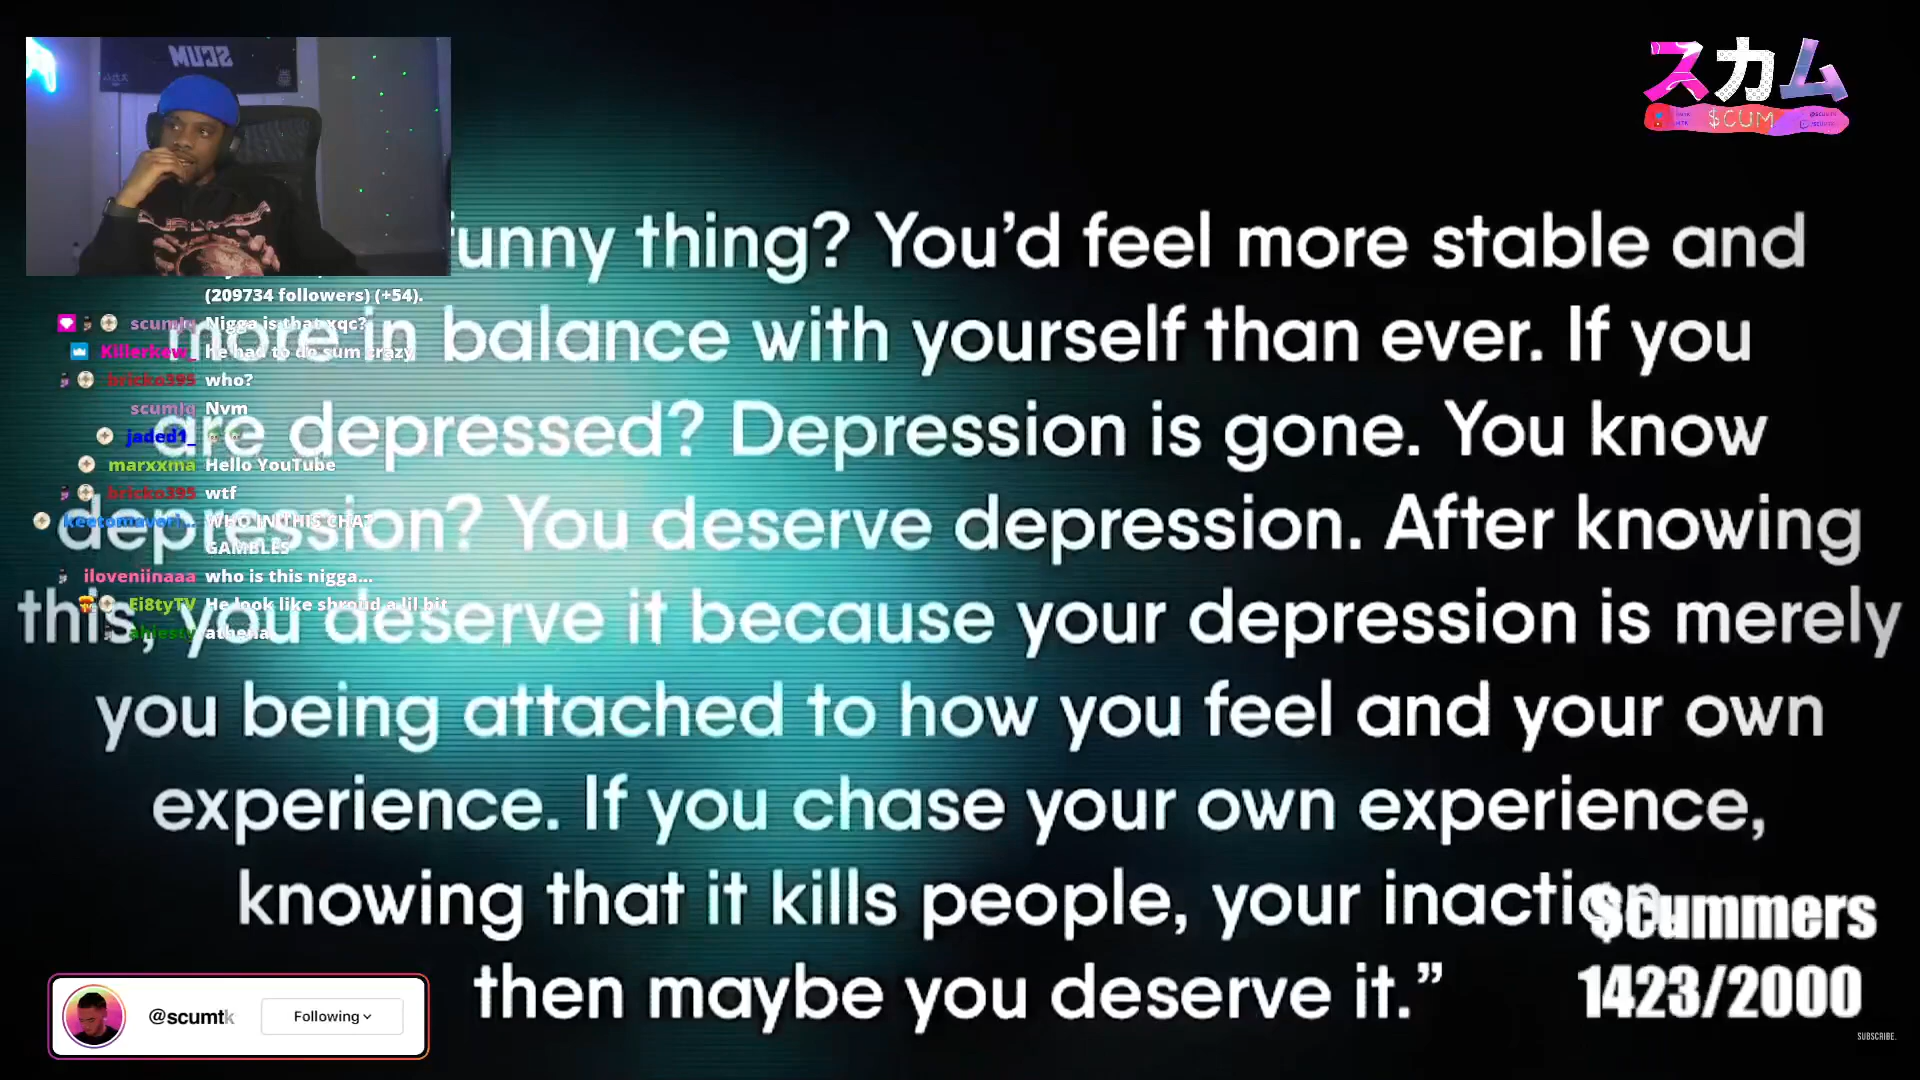 SCUM
スカム
$CUM
funny thing? You’d feel more stable and
more in balance with yourself than ever. If you
are depressed? Depression is gone. You know
depression? You deserve depression. After knowing
this, you deserve it because your depression is merely
you being attached to how you feel and your own
experience. If you chase your own experience,
knowing that it kills people, your inaction,
then maybe you deserve it.”
(209734 followers) (+54).
scumjq Nigga is that xqc?
Killerkew_ he had to do sum crazy
bricko395 who?
scumjq Nvm
jaded1_
marxxma Hello YouTube
bricko395 wtf
keetomaveri... WHO IN THIS CHAT
GAMBLES
iloveniinaaa who is this nigga...
Ei8tyTV He look like shroud a lil bit
athena
$cummers
1423/2000
@scumtk
Following
SUBSCRIBE.